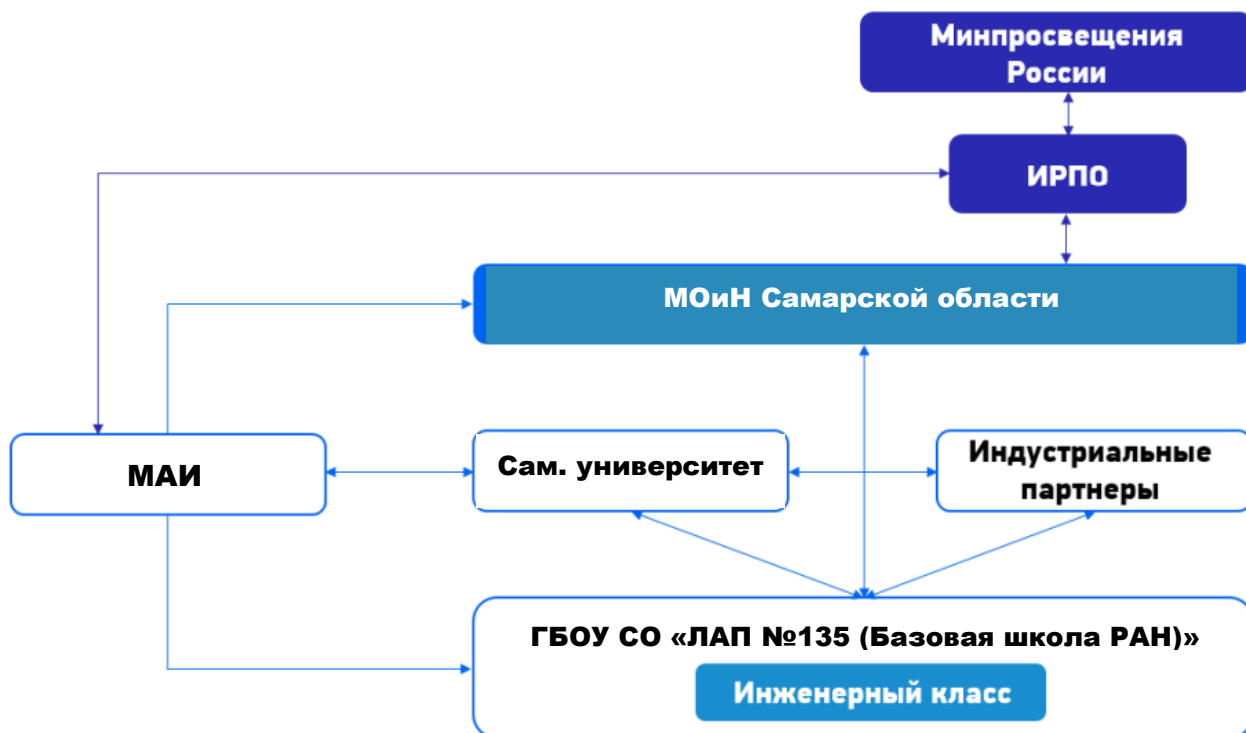 Минпросвещения
России
ИРПО
МОиН Самарской области
МАИ
Сам. университет
Индустриальные
партнеры
ГБОУ СО «ЛАП №135 (Базовая школа РАН)»
Инженерный класс